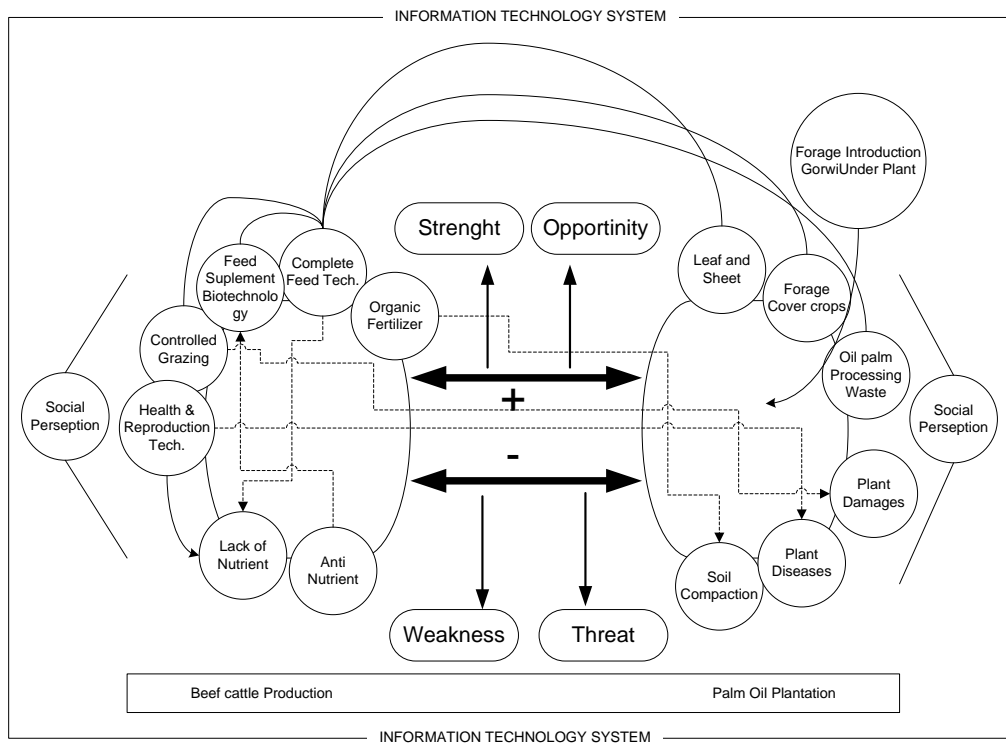 INFORMATION TECHNOLOGY SYSTEM
Forage Introduction
GorwiUnder Plant
Strenght
Opportinity
Feed
Suplement
Biotechnolo
gy
Complete
Feed Tech.
Organic
Fertilizer
Leaf and
Sheet
Forage
Cover crops
Controlled
Grazing
Oil palm
Processing
Waste
Social
Perseption
Health &
Reproduction
Tech.
+
Social
Perseption
-
Plant
Damages
Lack of
Nutrient
Anti
Nutrient
Plant
Diseases
Soil
Compaction
Weakness
Threat
Beef cattle Production
Palm Oil Plantation
INFORMATION TECHNOLOGY SYSTEM